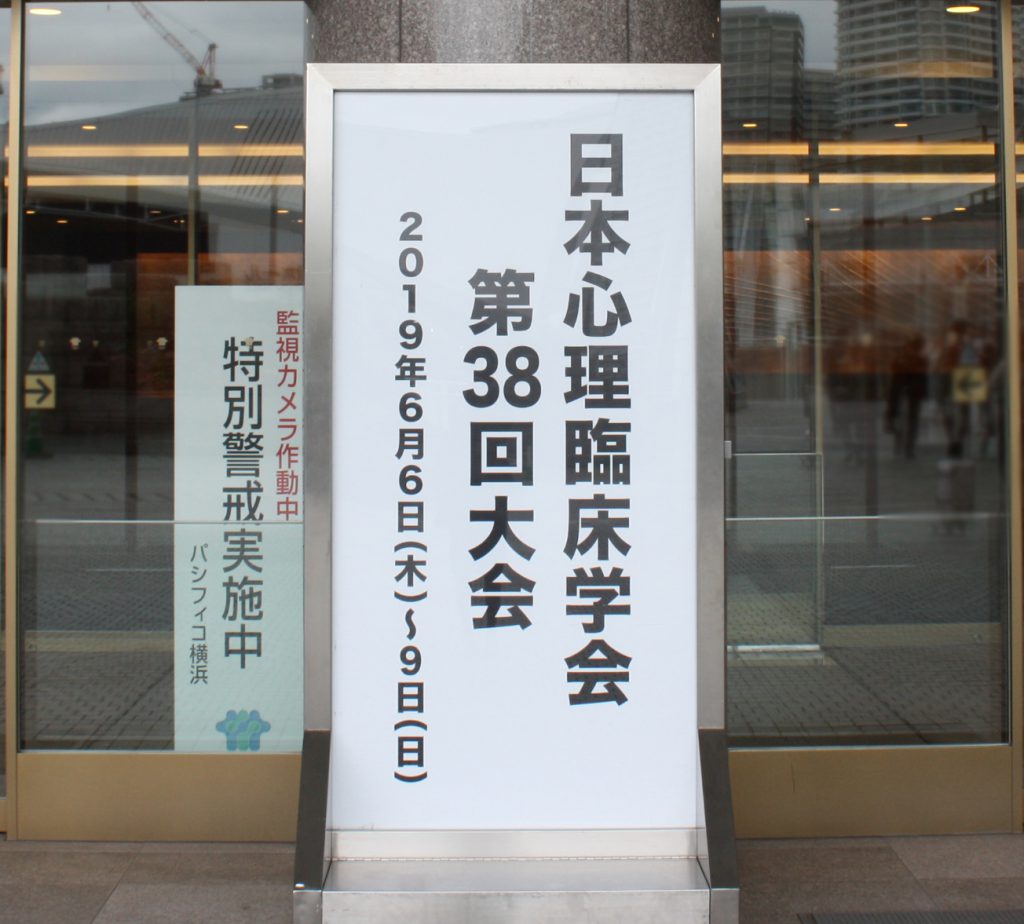 日本心理臨床学会
第38回大会
2019年6月6日(木)〜9日(日)
監視カメラ作動中
特別警戒実施中
パシフィコ横浜